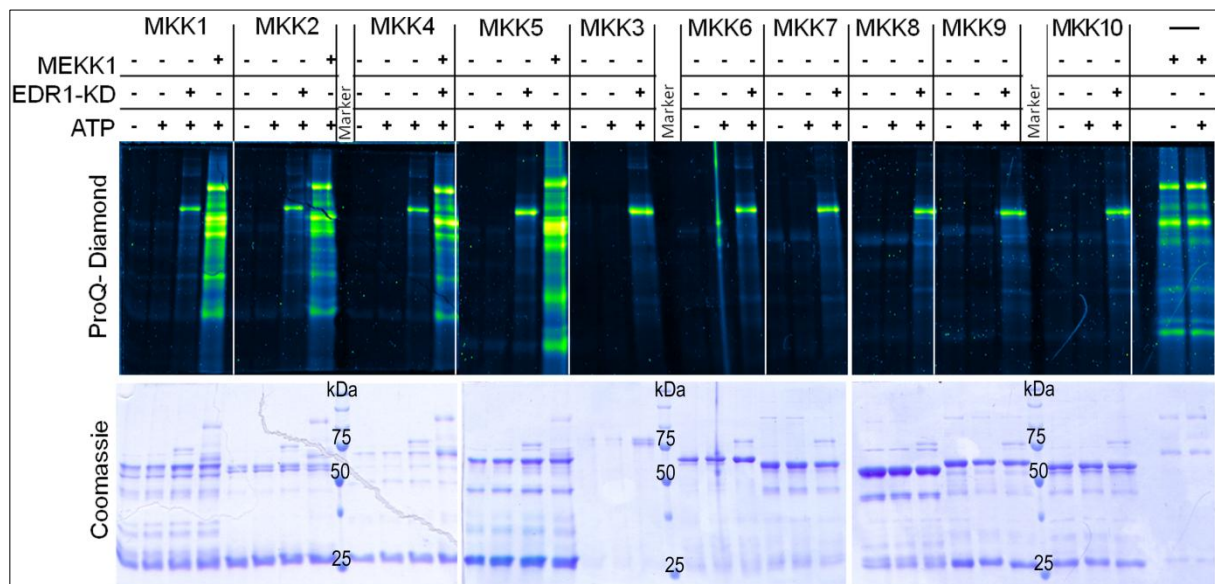 MKK1 MKK2 MKK4 MKK5 MKK3 MKK6 MKK7 MKK8 MKK9 MKK10 —
MEKK1 - - - + - - - + - - - + - - - + - - - - - - - - - - - - - - - - - - + +
EDR1-KD - - + - - - + - - - - + - - + - - - + - - + - - + - - + - - + - - + - -
ATP - + + + - + + + - + + + - + + + - + + - + + - + + - + + - + + - + + - +
Marker
Marker
Marker
ProQ- Diamond
Coomassie
kDa kDa kDa
75 75 75
50 50 50
25 25 25